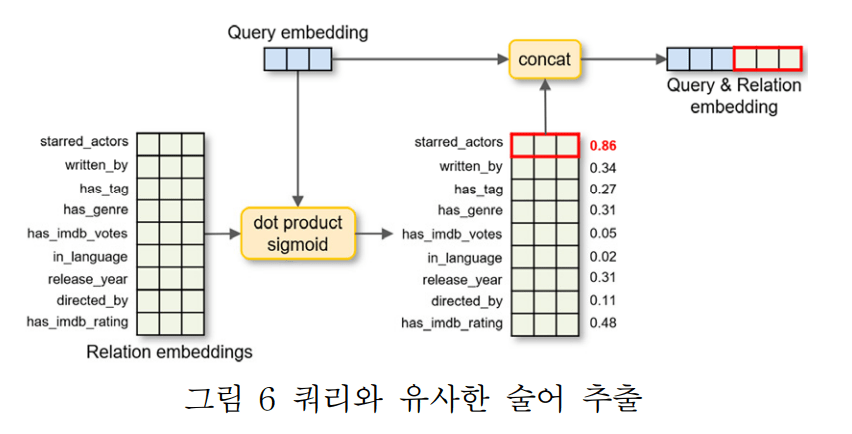 Query embedding
concat
Query & Relation
embedding
starred_actors
written_by
has_tag
has_genre
has_imdb_votes
in_language
release_year
directed_by
has_imdb_rating
Relation embeddings
dot product
sigmoid
starred_actors 0.86
written_by 0.34
has_tag 0.27
has_genre 0.31
has_imdb_votes 0.05
in_language 0.02
release_year 0.31
directed_by 0.11
has_imdb_rating 0.48
그림 6 쿼리와 유사한 술어 추출